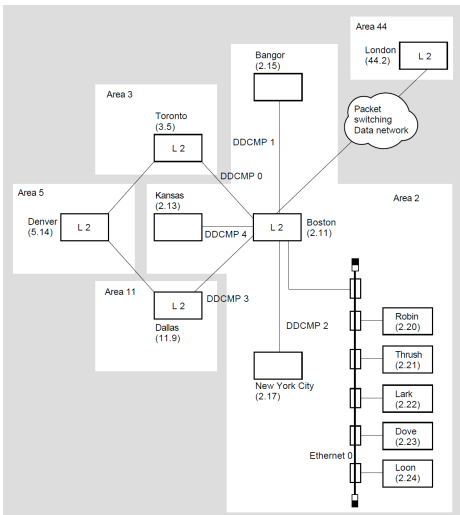 Area 44
London
(44.2)
L 2
Bangor
(2.15)
Packet
switching
Data network
Area 3
Toronto
(3.5)
L 2
DDCMP 1
DDCMP 0
Area 5
Kansas
(2.13)
Area 2
Denver
(5.14)
L 2
DDCMP 4
L 2
Boston
(2.11)
Area 11
L 2
DDCMP 3
Dallas
(11.9)
DDCMP 2
Robin
(2.20)
Thrush
(2.21)
New York City
(2.17)
Lark
(2.22)
Dove
(2.23)
Ethernet 0
Loon
(2.24)